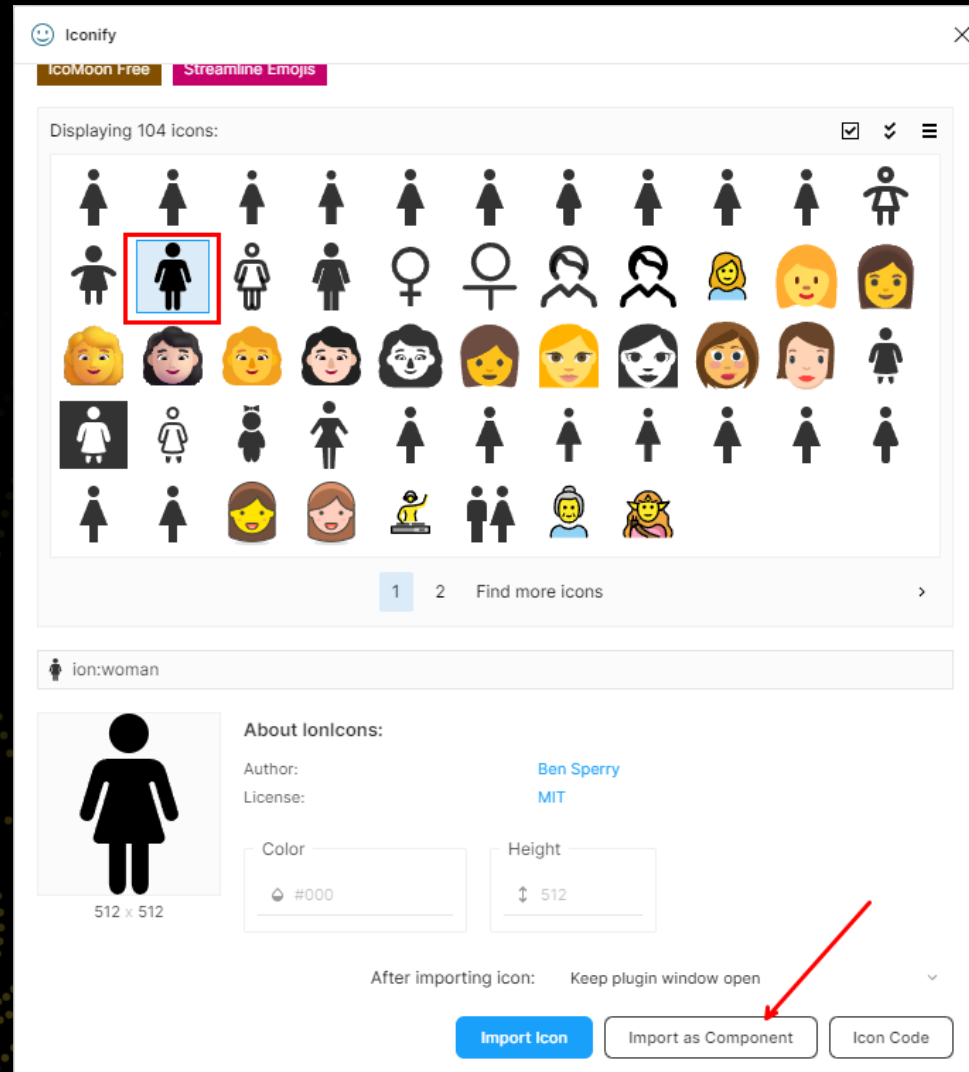 Iconify
IcoMoon Free Streamline Emojis
Displaying 104 icons:
1 2 Find more icons
ion:woman
About IonIcons:
Author: Ben Sperry
License: MIT
Color Height
#000 512
512 x 512
After importing icon: Keep plugin window open
Import Icon Import as Component Icon Code